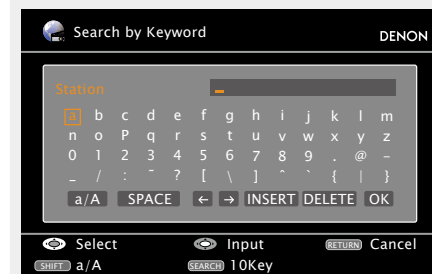 Search by Keyword DENON
Station _
a b c d e f g h i j k l m
n o P q r s t u v w x y z
0 1 2 3 4 5 6 7 8 9 . @ –
_ / : ~ ? [ \ ] ^ ` { | }
a/A SPACE ← → INSERT DELETE OK
Select Input RETURN Cancel
SHIFT a/A SEARCH 10Key